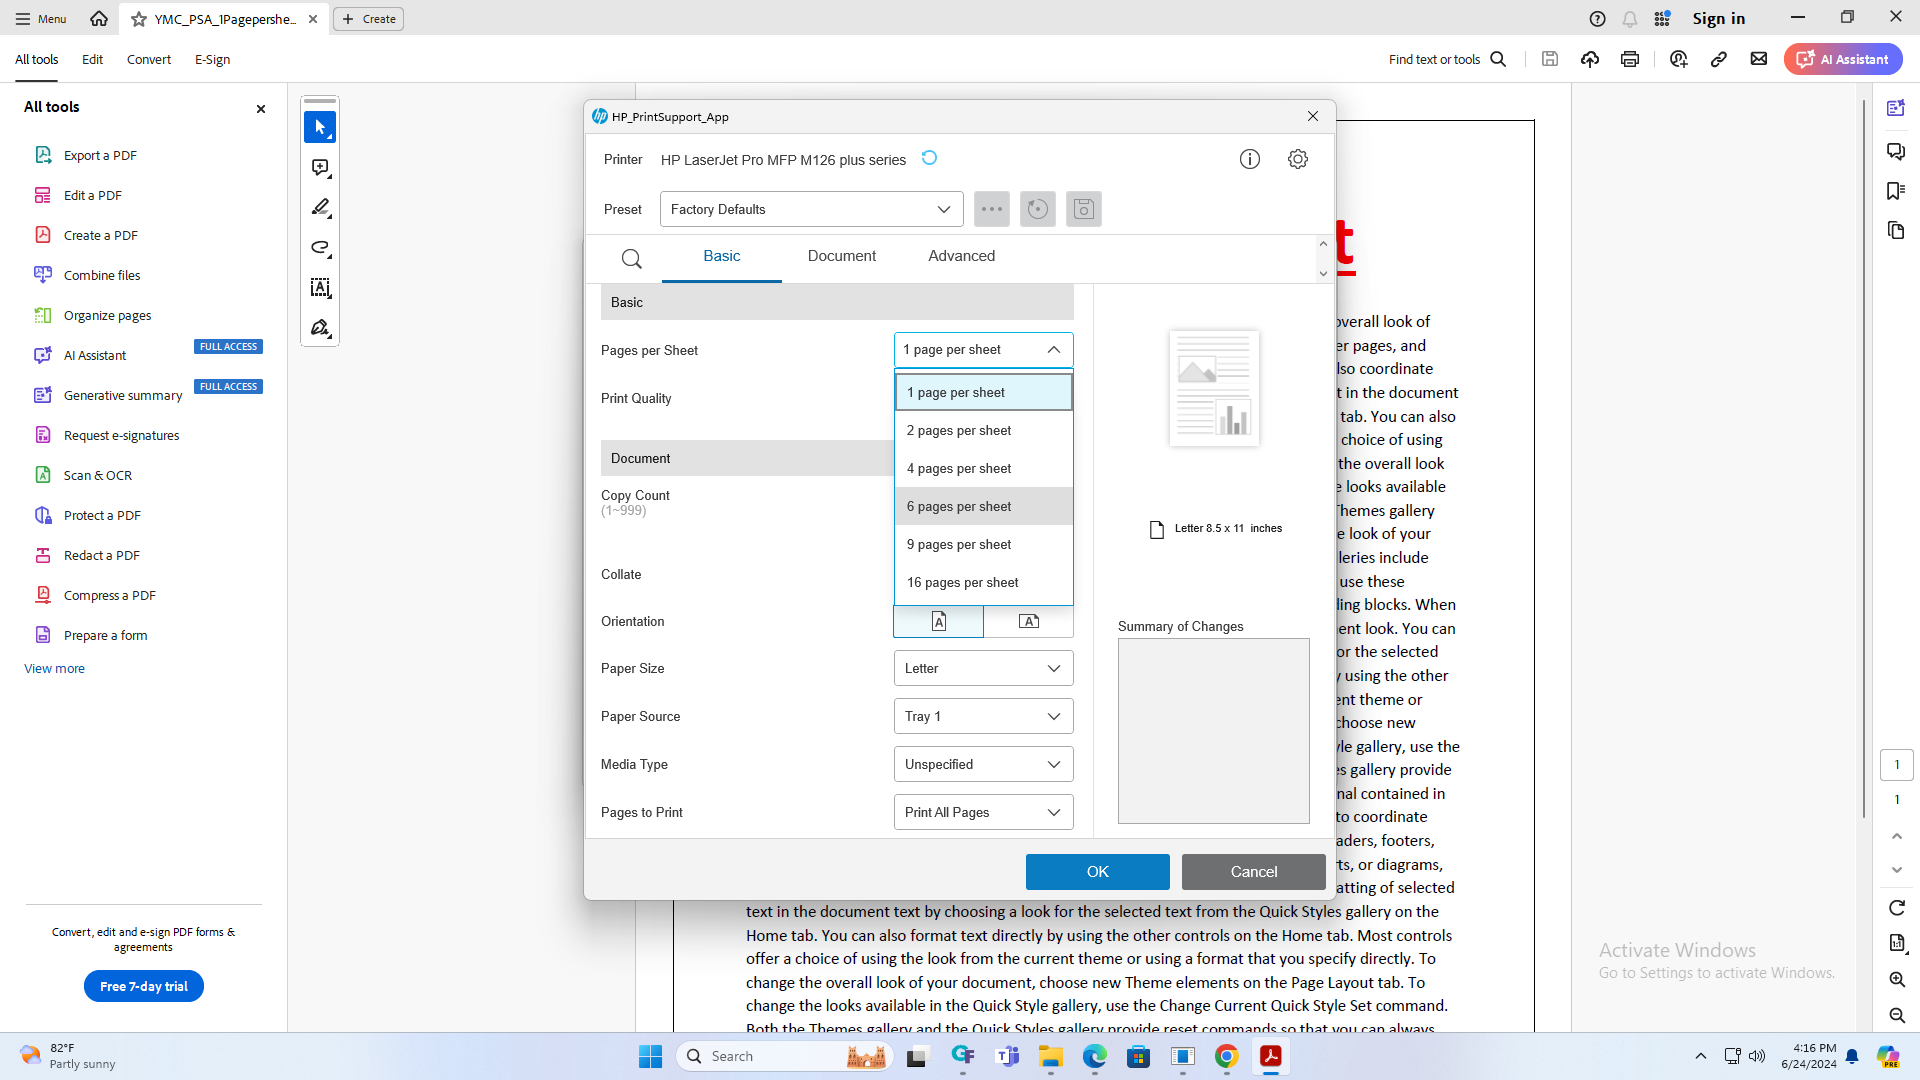 Menu
YMC_PSA_1Pagepershe...
Create
Sign in
All tools
Edit
Convert
E-Sign
Find text or tools
AI Assistant
All tools
Export a PDF
Edit a PDF
Create a PDF
Combine files
Organize pages
AI Assistant
FULL ACCESS
Generative summary
FULL ACCESS
Request e-signatures
Scan & OCR
Protect a PDF
Redact a PDF
Compress a PDF
Prepare a form
View more
Convert, edit and e-sign PDF forms &
agreements
Free 7-day trial
HP_PrintSupport_App
Printer
HP LaserJet Pro MFP M126 plus series
Preset
Factory Defaults
Basic
Document
Advanced
Basic
Pages per Sheet
1 page per sheet
1 page per sheet
2 pages per sheet
4 pages per sheet
6 pages per sheet
9 pages per sheet
16 pages per sheet
Print Quality
Document
Copy Count
(1~999)
Collate
Orientation
Paper Size
Letter
Paper Source
Tray 1
Media Type
Unspecified
Pages to Print
Print All Pages
Letter 8.5 x 11 inches
Summary of Changes
OK
Cancel
t
overall look of
er pages, and
lso coordinate
t in the document
tab. You can also
choice of using
the overall look
e looks available
Themes gallery
e look of your
lleries include
use these
ling blocks. When
ent look. You can
or the selected
y using the other
ent theme or
choose new
yle gallery, use the
es gallery provide
nal contained in
to coordinate
aders, footers,
rts, or diagrams,
atting of selected
text in the document text by choosing a look for the selected text from the Quick Styles gallery on the
Home tab. You can also format text directly by using the other controls on the Home tab. Most controls
offer a choice of using the look from the current theme or using a format that you specify directly. To
change the overall look of your document, choose new Theme elements on the Page Layout tab. To
change the looks available in the Quick Style gallery, use the Change Current Quick Style Set command.
Both the Themes gallery and the Quick Styles gallery provide reset commands so that you can always
1
1
Activate Windows
Go to Settings to activate Windows.
82°F
Partly sunny
Search
4:16 PM
6/24/2024